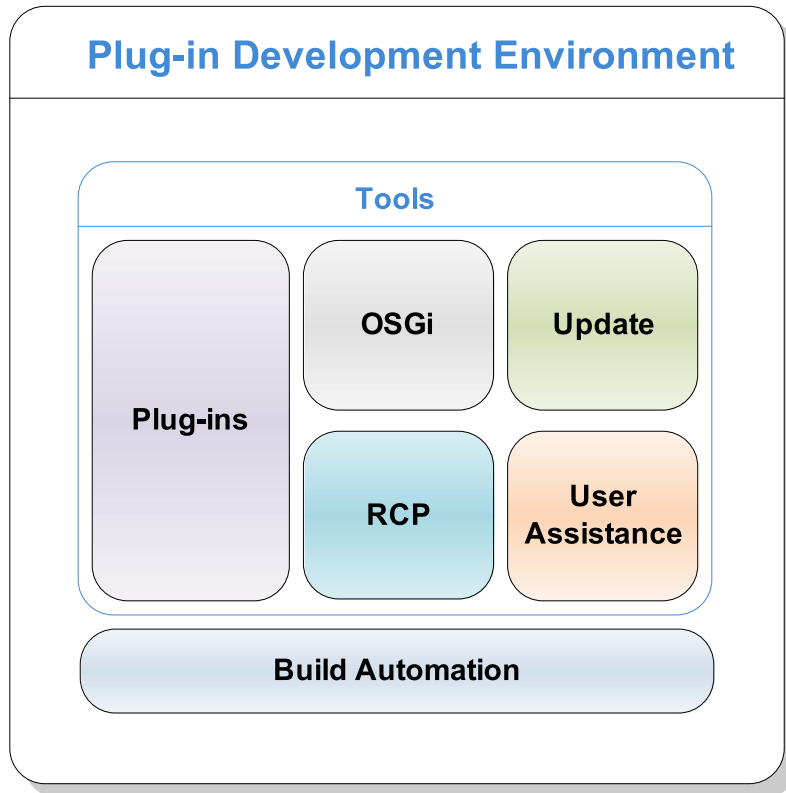 Plug-in Development Environment
Tools
Plug-ins
OSGi
Update
RCP
User
Assistance
Build Automation